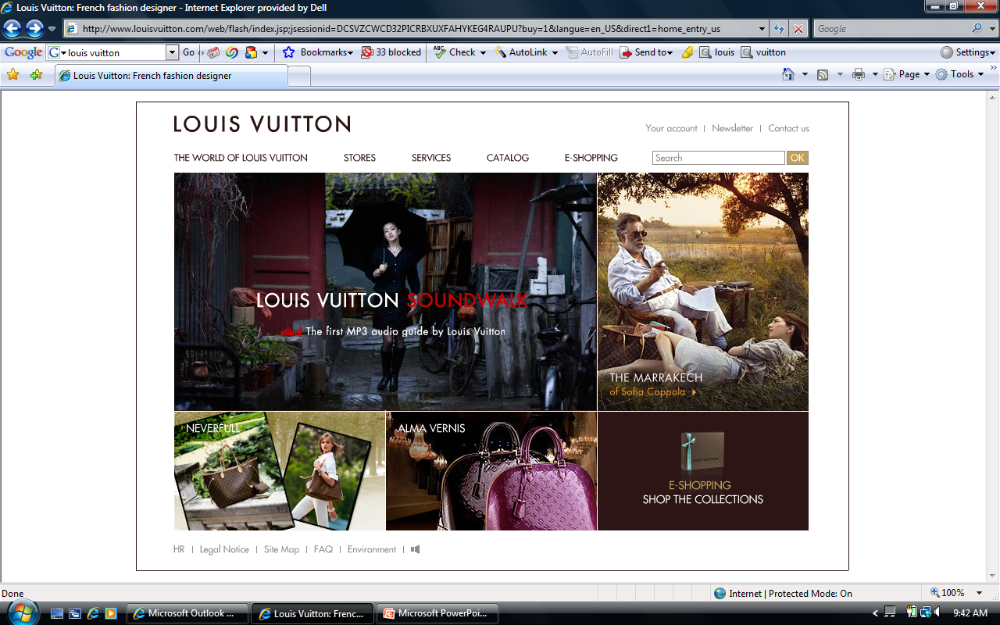 Louis Vuitton: French fashion designer - Internet Explorer provided by Dell
http://www.louisvuitton.com/web/flash/index.jsp;jsessionid=DCSVZCWCD32PICRBXUXFAHYKEG4RAUPU?buy=1&langue=en_US&direct1=home_entry_us
Google
Google G louis vuitton Go Bookmarks 33 blocked ABC Check AutoLink AutoFill Send to louis vuitton Settings
Louis Vuitton: French fashion designer Page Tools
LOUIS VUITTON
Your account | Newsletter | Contact us
THE WORLD OF LOUIS VUITTON STORES SERVICES CATALOG E-SHOPPING Search OK
LOUIS VUITTON SOUNDWALK
The first MP3 audio guide by Louis Vuitton
THE MARRAKECH
of Sofia Coppola
NEVERFULL
ALMA VERNIS
LOUIS VUITTON
E-SHOPPING
SHOP THE COLLECTIONS
HR | Legal Notice | Site Map | FAQ | Environment |
Done Internet | Protected Mode: On 100%
Microsoft Outlook ... Louis Vuitton: Frenc... Microsoft PowerPoi... 9:42 AM